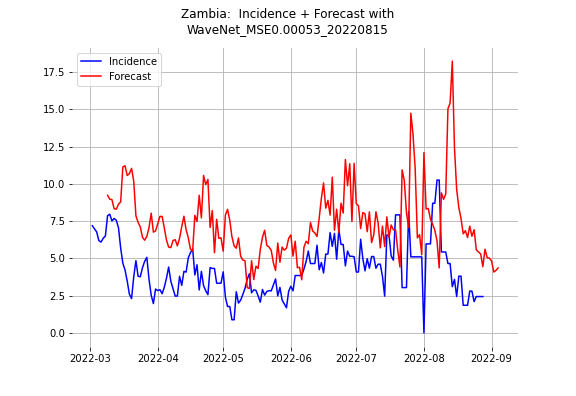 Zambia:  Incidence + Forecast with
WaveNet_MSE0.00053_20220815
Incidence
Forecast
17.5
15.0
12.5
10.0
7.5
5.0
2.5
0.0
2022-03 2022-04 2022-05 2022-06 2022-07 2022-08 2022-09